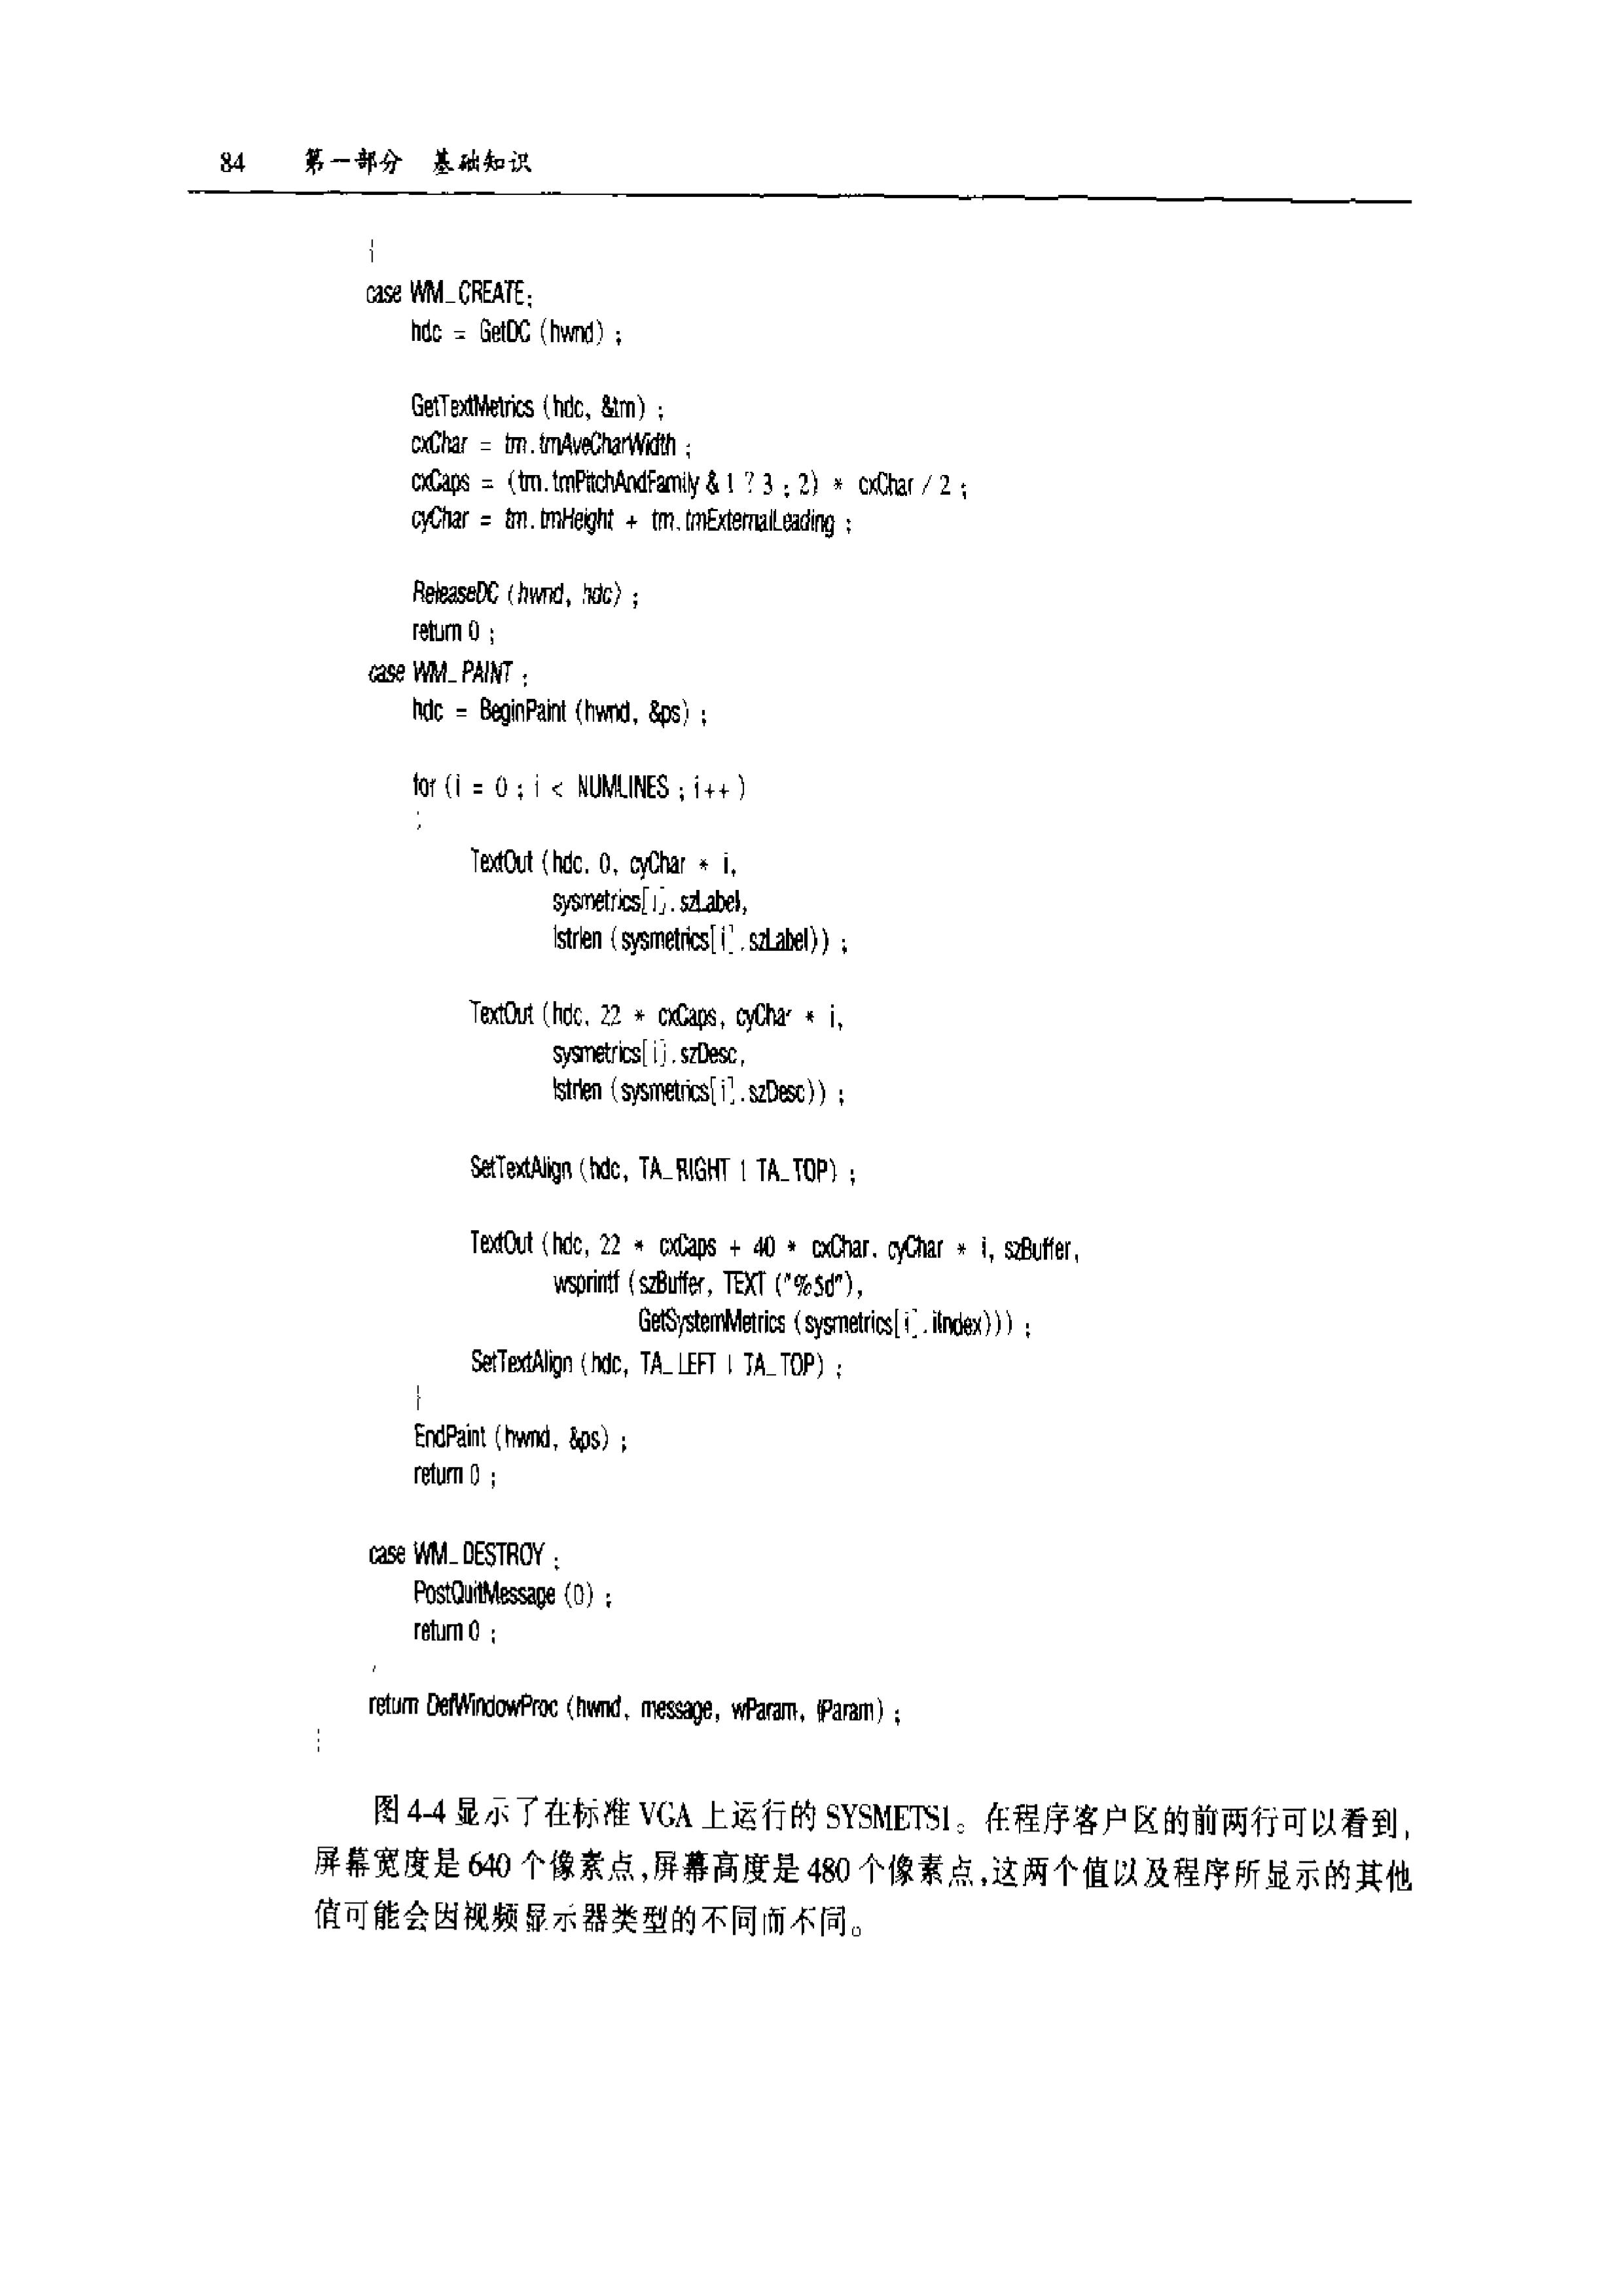 84 第一部分 基础知识
{
case WM_CREATE:
hdc = GetDC (hwnd) ;
GetTextMetrics (hdc, &tm) ;
cxChar = tm.tmAveCharWidth ;
cxCaps = (tm.tmPitchAndFamily & 1 ? 3 : 2) * cxChar / 2 ;
cyChar = tm.tmHeight + tm.tmExternalLeading ;
ReleaseDC (hwnd, hdc) ;
return 0 ;
case WM_PAINT :
hdc = BeginPaint (hwnd, &ps) ;
for (i = 0 ; i < NUMLINES ; i++ )
{
TextOut (hdc, 0, cyChar * i,
sysmetrics[i].szLabel,
lstrlen (sysmetrics[i].szLabel)) ;
TextOut (hdc, 22 * cxCaps, cyChar * i,
sysmetrics[i].szDesc,
lstrlen (sysmetrics[i].szDesc)) ;
SetTextAlign (hdc, TA_RIGHT | TA_TOP) ;
TextOut (hdc, 22 * cxCaps + 40 * cxChar, cyChar * i, szBuffer,
wsprintf (szBuffer, TEXT ("%5d"),
GetSystemMetrics (sysmetrics[i].iIndex))) ;
SetTextAlign (hdc, TA_LEFT | TA_TOP) ;
}
EndPaint (hwnd, &ps) ;
return 0 ;
case WM_DESTROY :
PostQuitMessage (0) ;
return 0 ;
}
return DefWindowProc (hwnd, message, wParam, lParam) ;
}
图 4-4 显示了在标准 VGA 上运行的 SYSMETS1。在程序客户区的前两行可以看到,
屏幕宽度是 640 个像素点,屏幕高度是 480 个像素点,这两个值以及程序所显示的其他
值可能会因视频显示器类型的不同而不同。